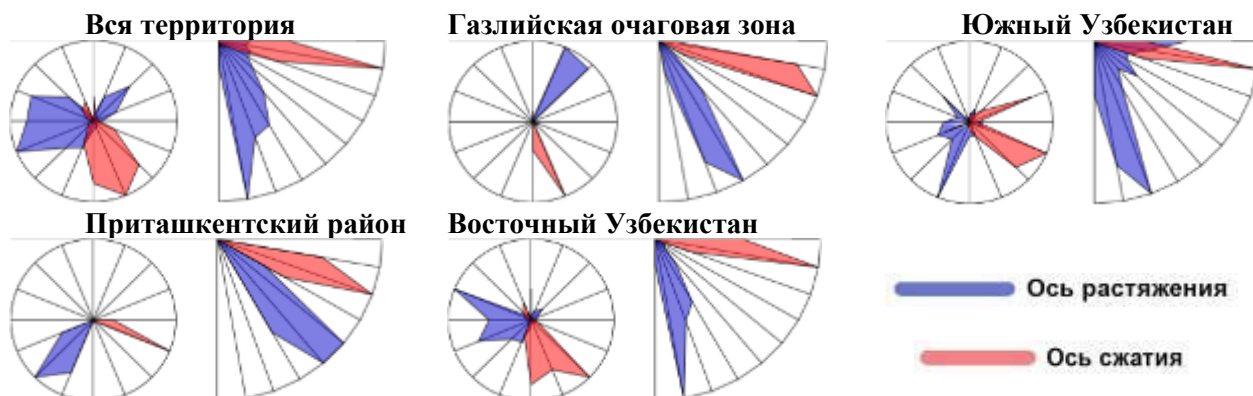 Вся территория
Газлийская очаговая зона
Южный Узбекистан
Приташкентский район
Восточный Узбекистан
Ось растяжения
Ось сжатия